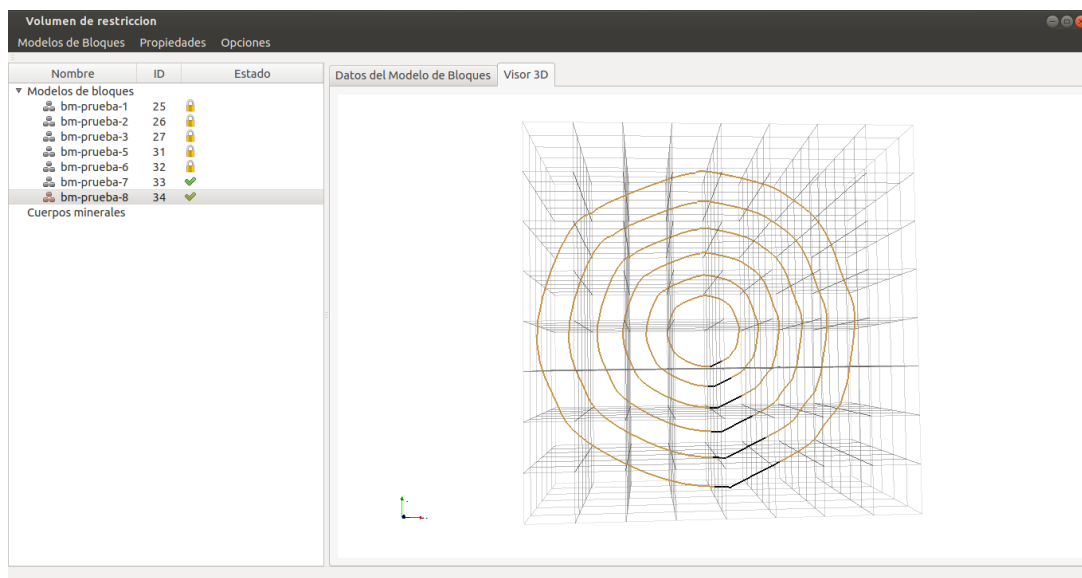 Volumen de restriccion
Modelos de Bloques Propiedades Opciones
Nombre ID Estado
Datos del Modelo de Bloques Visor 3D
Modelos de bloques
bm-prueba-1 25
bm-prueba-2 26
bm-prueba-3 27
bm-prueba-5 31
bm-prueba-6 32
bm-prueba-7 33
bm-prueba-8 34
Cuerpos minerales